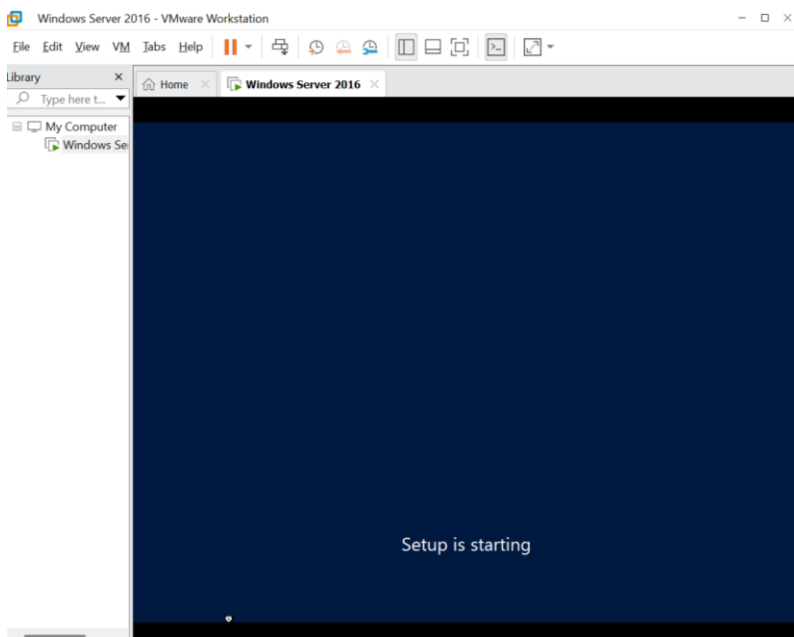 Windows Server 2016 - VMware Workstation
File Edit View VM Tabs Help
Library
Type here t...
Home
Windows Server 2016
My Computer
Windows Se
Setup is starting